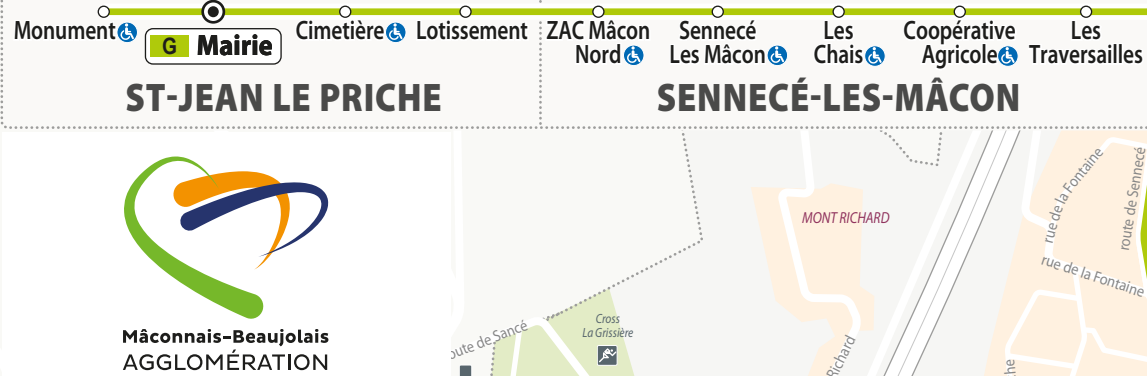 Monument
G Mairie
Cimetière
Lotissement
ZAC Mâcon
Nord
Sennecé
Les Mâcon
Les
Chais
Coopérative
Agricole
Les
Traversailles
ST-JEAN LE PRICHE
SENNECÉ-LES-MÂCON
Mâconnais-Beaujolais
AGGLOMÉRATION
MONT RICHARD
rue de la Fontaine
route de Sennecé
rue de la Fontaine
Cross
La Grissière
oute de Sancé
Richard